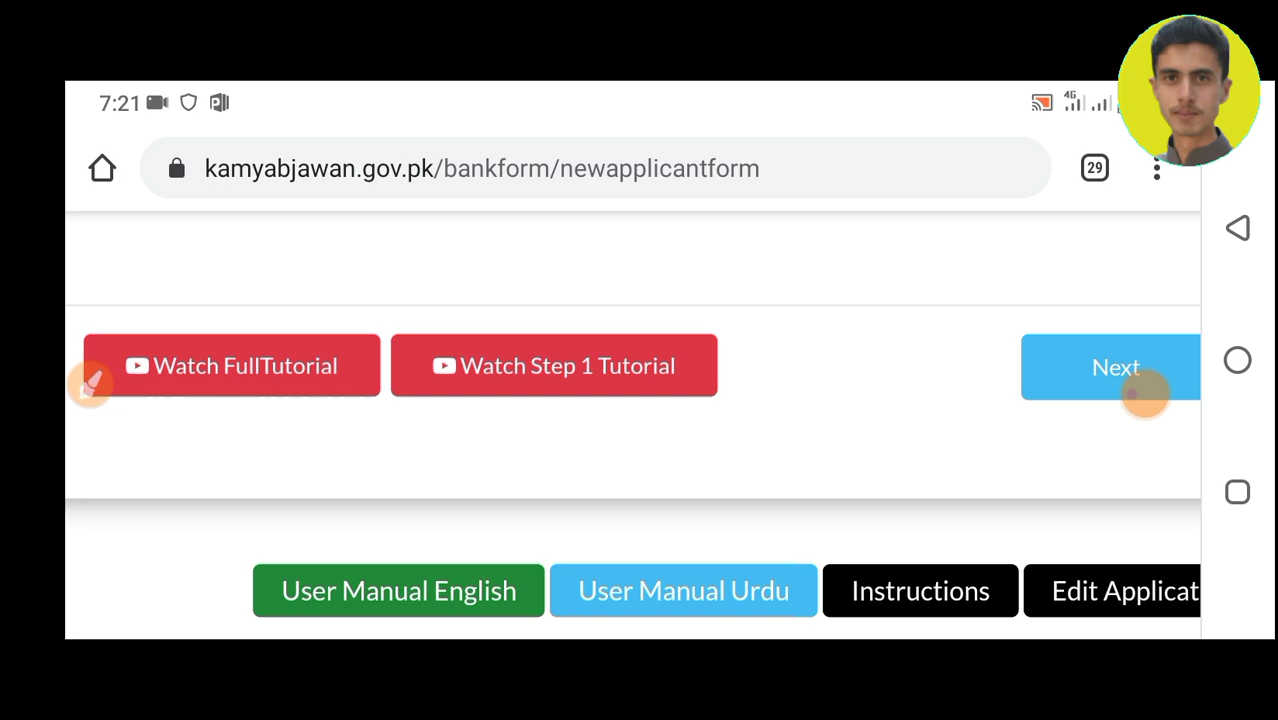 7:21
4G
kamyabjawan.gov.pk/bankform/newapplicantform
29
Watch FullTutorial
Watch Step 1 Tutorial
Next
User Manual English
User Manual Urdu
Instructions
Edit Applicat